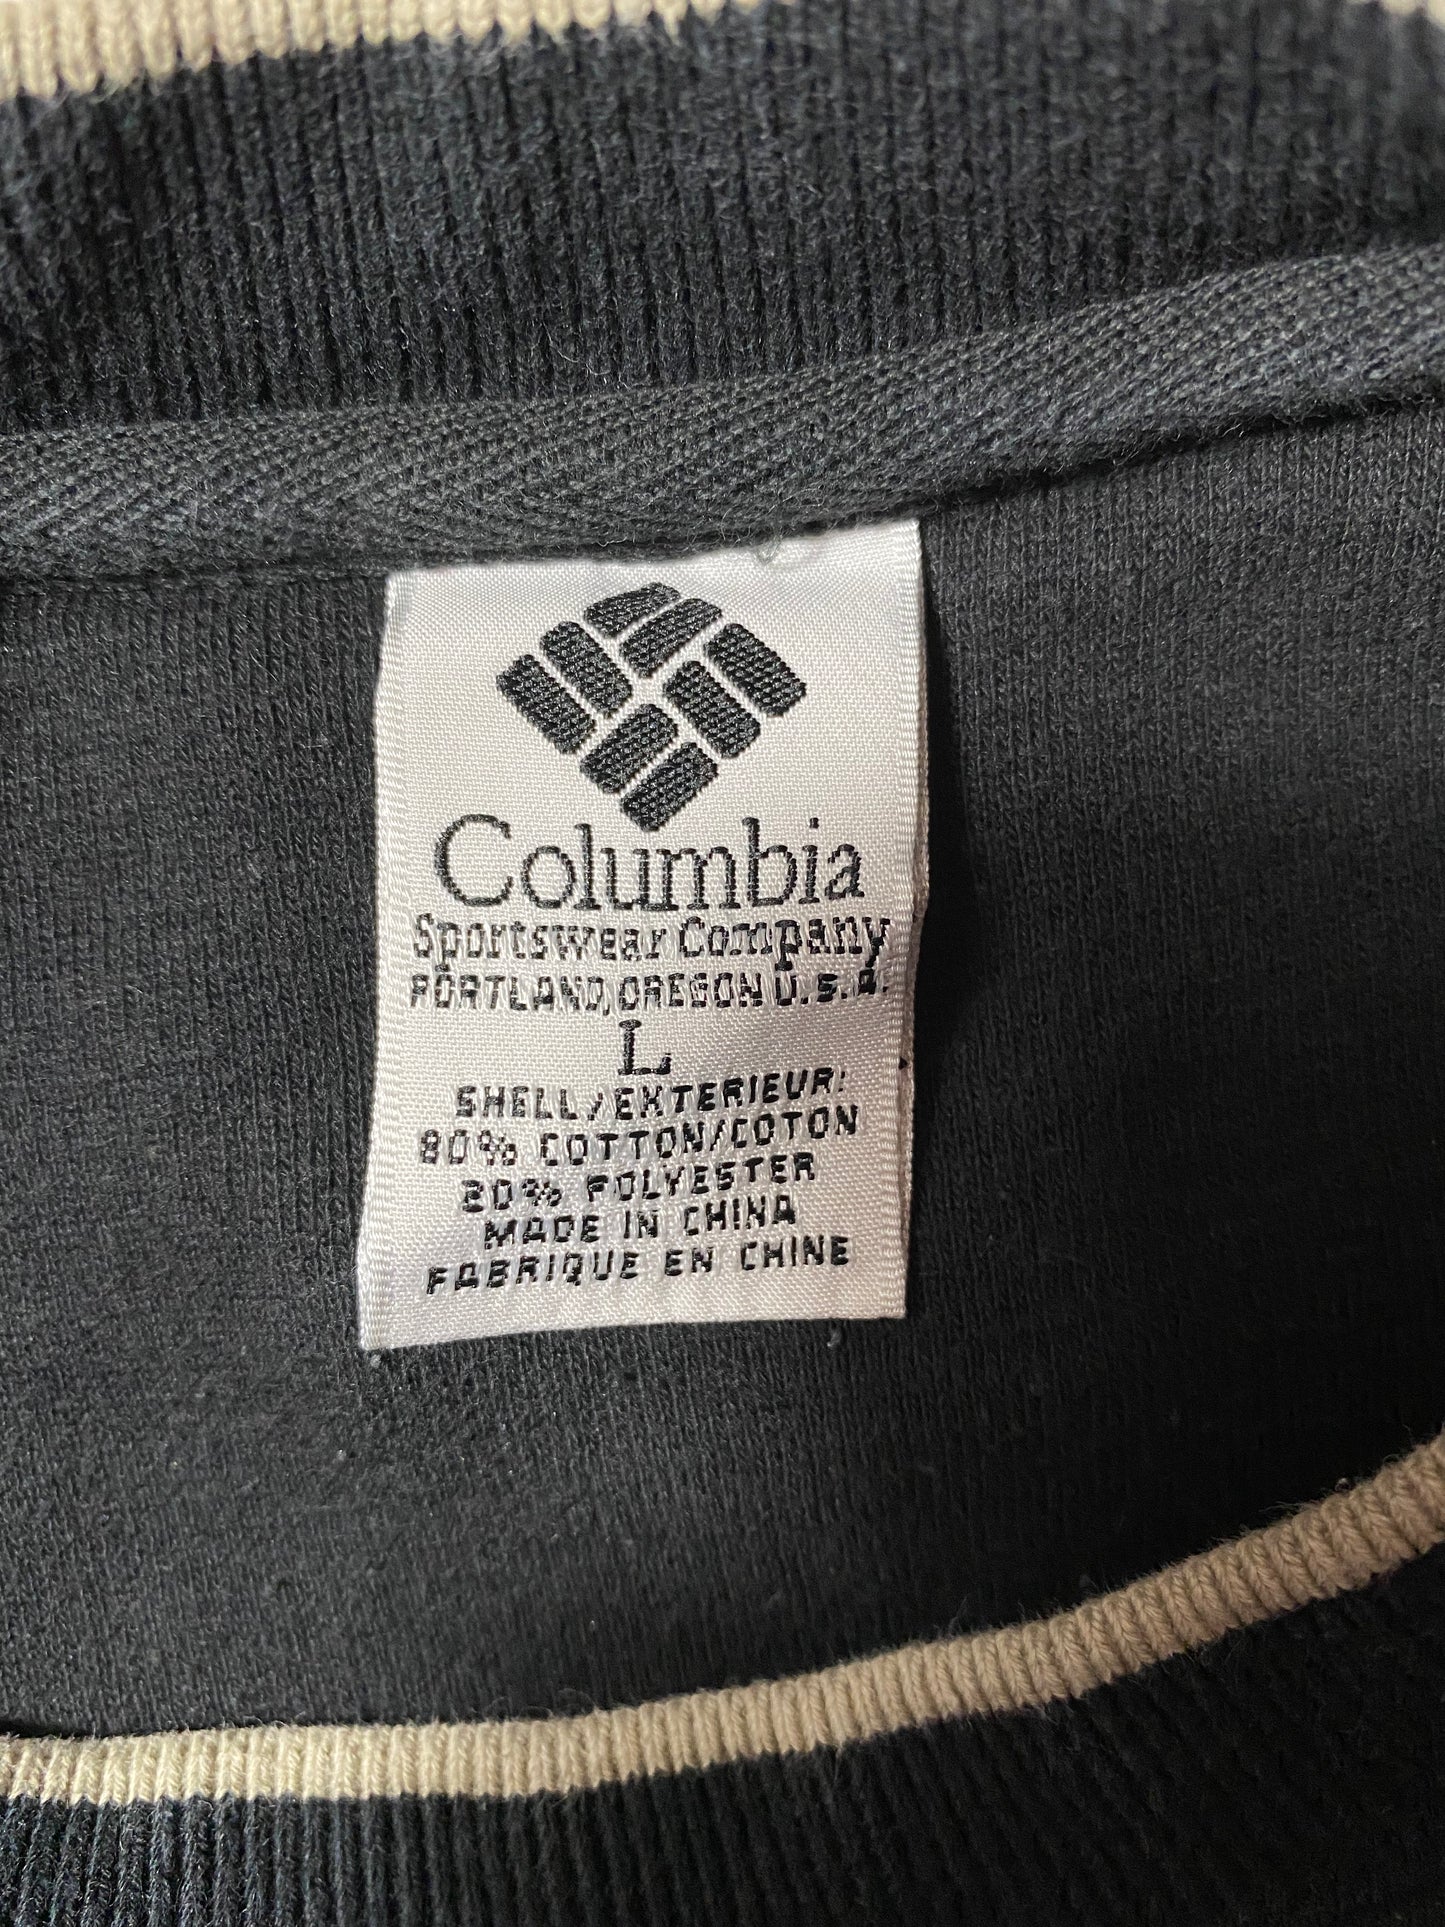 Columbia
Sportswear Company
PORTLAND, OREGON U.S.A.
L
SHELL/EXTERIEUR:
80% COTTON/COTON
20% POLYESTER
MADE IN CHINA
FABRIQUE EN CHINE